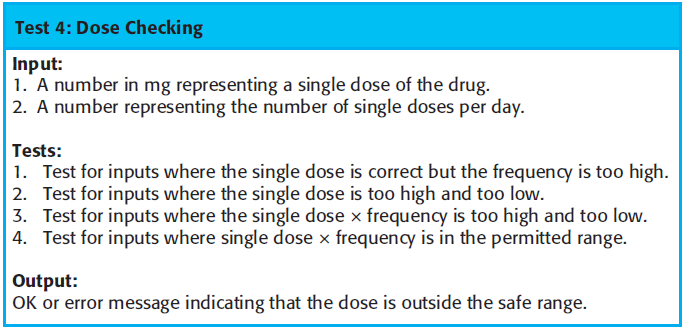 Test 4: Dose Checking
Input:
1. A number in mg representing a single dose of the drug.
2. A number representing the number of single doses per day.
Tests:
1. Test for inputs where the single dose is correct but the frequency is too high.
2. Test for inputs where the single dose is too high and too low.
3. Test for inputs where the single dose × frequency is too high and too low.
4. Test for inputs where single dose × frequency is in the permitted range.
Output:
OK or error message indicating that the dose is outside the safe range.